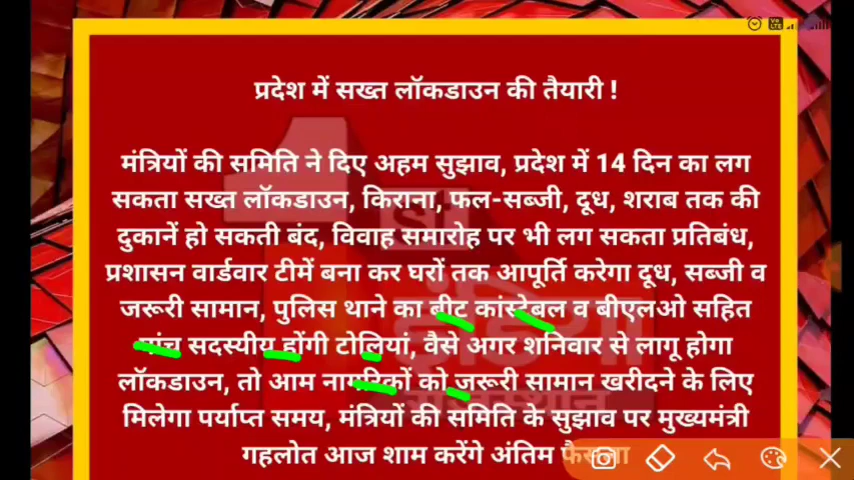 प्रदेश में सख्त लॉकडाउन की तैयारी !
मंत्रियों की समिति ने दिए अहम सुझाव, प्रदेश में 14 दिन का लग
सकता सख्त लॉकडाउन, किराना, फल-सब्जी, दूध, शराब तक की
दुकानें हो सकती बंद, विवाह समारोह पर भी लग सकता प्रतिबंध,
प्रशासन वार्डवार टीमें बना कर घरों तक आपूर्ति करेगा दूध, सब्जी व
जरूरी सामान, पुलिस थाने का बीट कांस्टेबल व बीएलओ सहित
पांच सदस्यीय होंगी टोलियां, वैसे अगर शनिवार से लागू होगा
लॉकडाउन, तो आम नागरिकों को जरूरी सामान खरीदने के लिए
मिलेगा पर्याप्त समय, मंत्रियों की समिति के सुझाव पर मुख्यमंत्री
गहलोत आज शाम करेंगे अंतिम फैसला